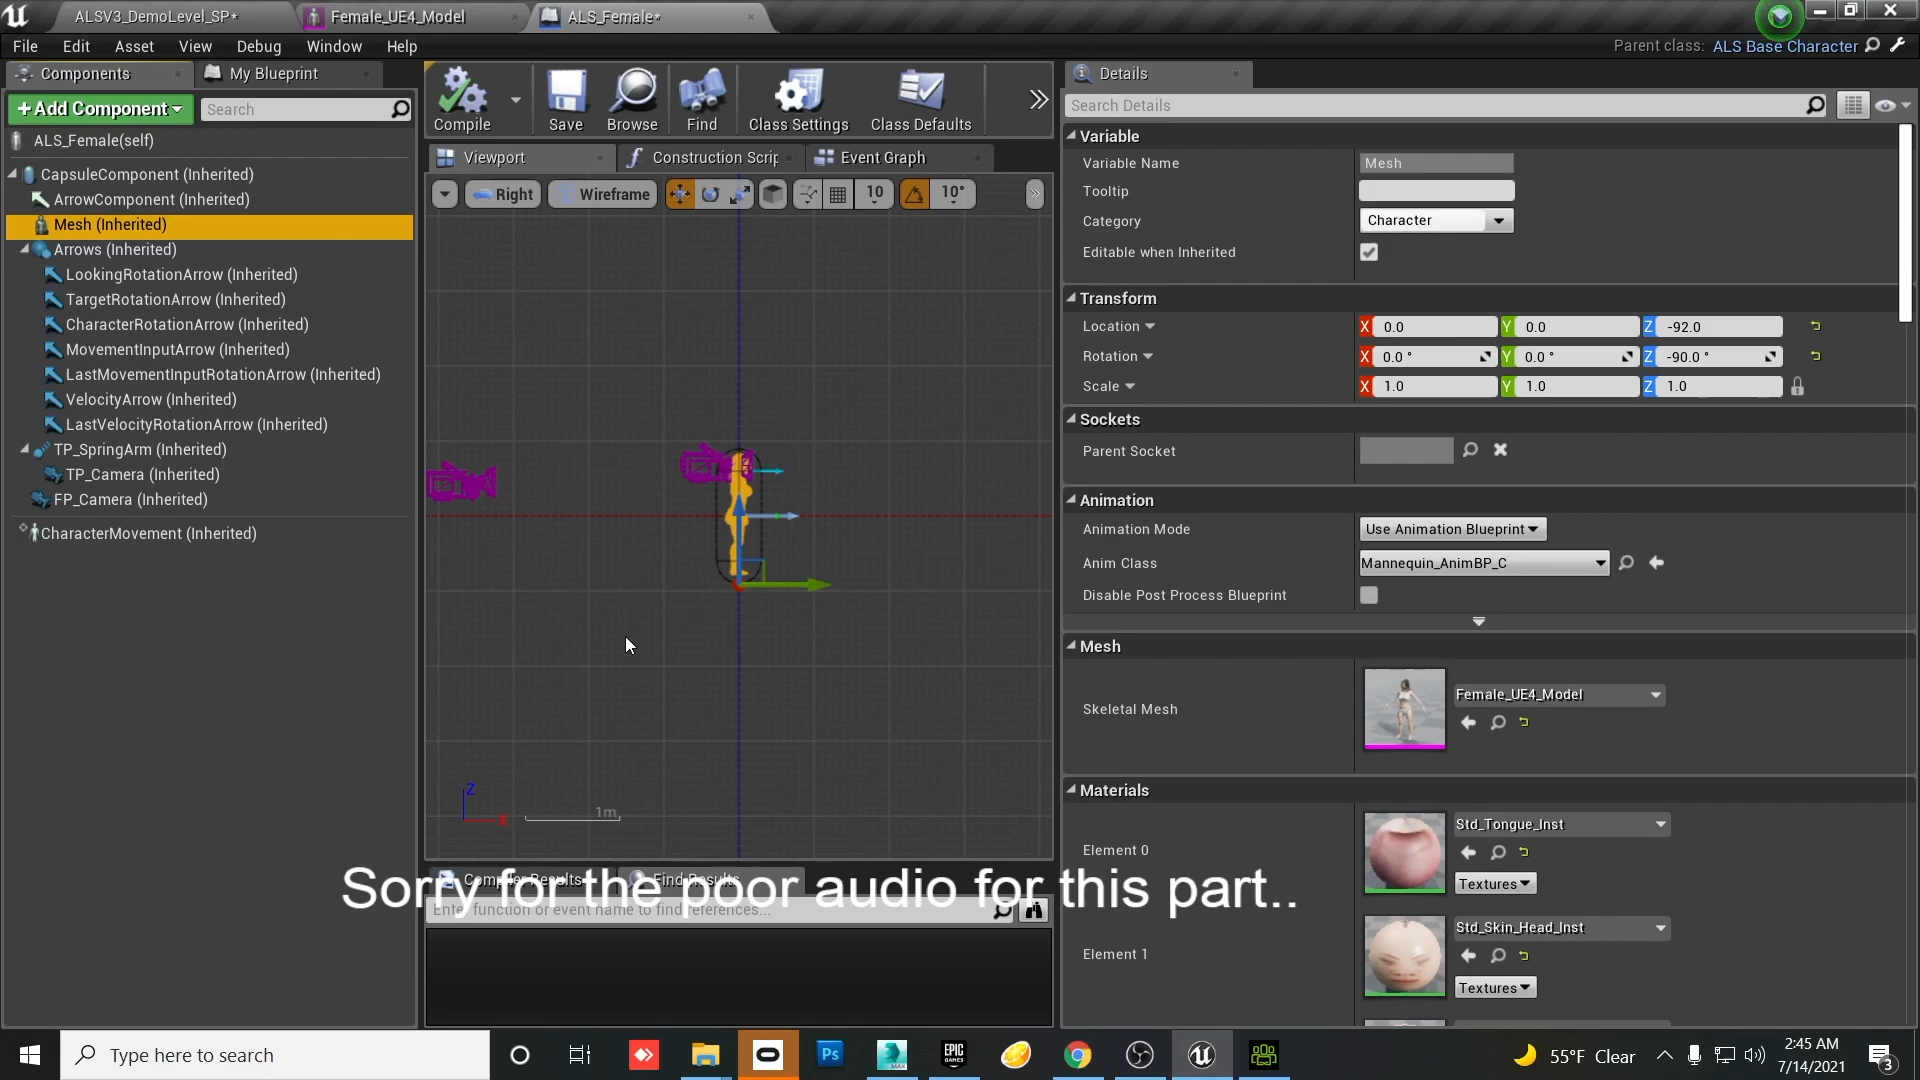 ALSV3_DemoLevel_SP*
Female_UE4_Model
ALS_Female*
File Edit Asset View Debug Window Help
Parent class: ALS Base Character
Components
My Blueprint
Details
+Add Component
Search
Compile
Save
Browse
Find
Class Settings
Class Defaults
Search Details
ALS_Female(self)
CapsuleComponent (Inherited)
ArrowComponent (Inherited)
Mesh (Inherited)
Arrows (Inherited)
LookingRotationArrow (Inherited)
TargetRotationArrow (Inherited)
CharacterRotationArrow (Inherited)
MovementInputArrow (Inherited)
LastMovementInputRotationArrow (Inherited)
VelocityArrow (Inherited)
LastVelocityRotationArrow (Inherited)
TP_SpringArm (Inherited)
TP_Camera (Inherited)
FP_Camera (Inherited)
CharacterMovement (Inherited)
Viewport
Construction Scrip
Event Graph
Right
Wireframe
10
10°
Z
X
1m
Variable
Variable Name Mesh
Tooltip
Category Character
Editable when Inherited
Transform
Location X 0.0 Y 0.0 Z -92.0
Rotation X 0.0 ° Y 0.0 ° Z -90.0 °
Scale X 1.0 Y 1.0 Z 1.0
Sockets
Parent Socket
Animation
Animation Mode Use Animation Blueprint
Anim Class Mannequin_AnimBP_C
Disable Post Process Blueprint
Mesh
Skeletal Mesh Female_UE4_Model
Materials
Element 0 Std_Tongue_Inst
Textures
Element 1 Std_Skin_Head_Inst
Textures
Compiler Results
Find Results
Sorry for the poor audio for this part..
Enter function or event name to find references...
Type here to search
Ps
MAX
EPIC GAMES
55°F Clear
2:45 AM
7/14/2021
3